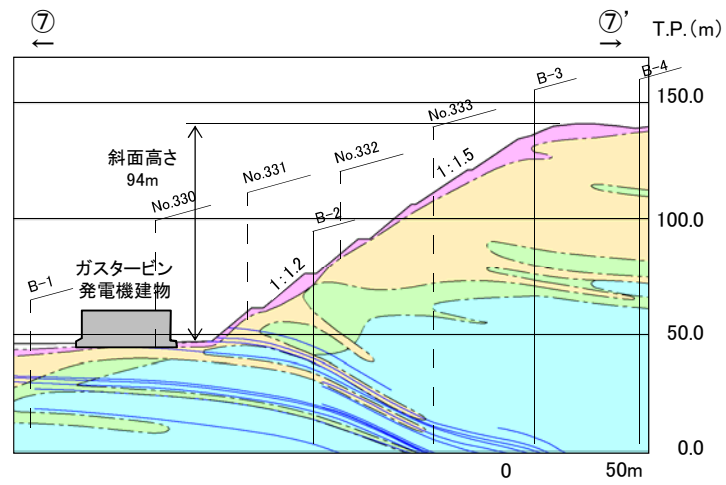 ⑦
←
⑦’
→
T.P.(m)
B-3
B-4
150.0
No.333
斜面高さ
94m
No.332
No.331
1:1.5
No.330
B-2
100.0
ガスタービン
発電機建物
1:1.2
B-1
50.0
0.0
0
50m